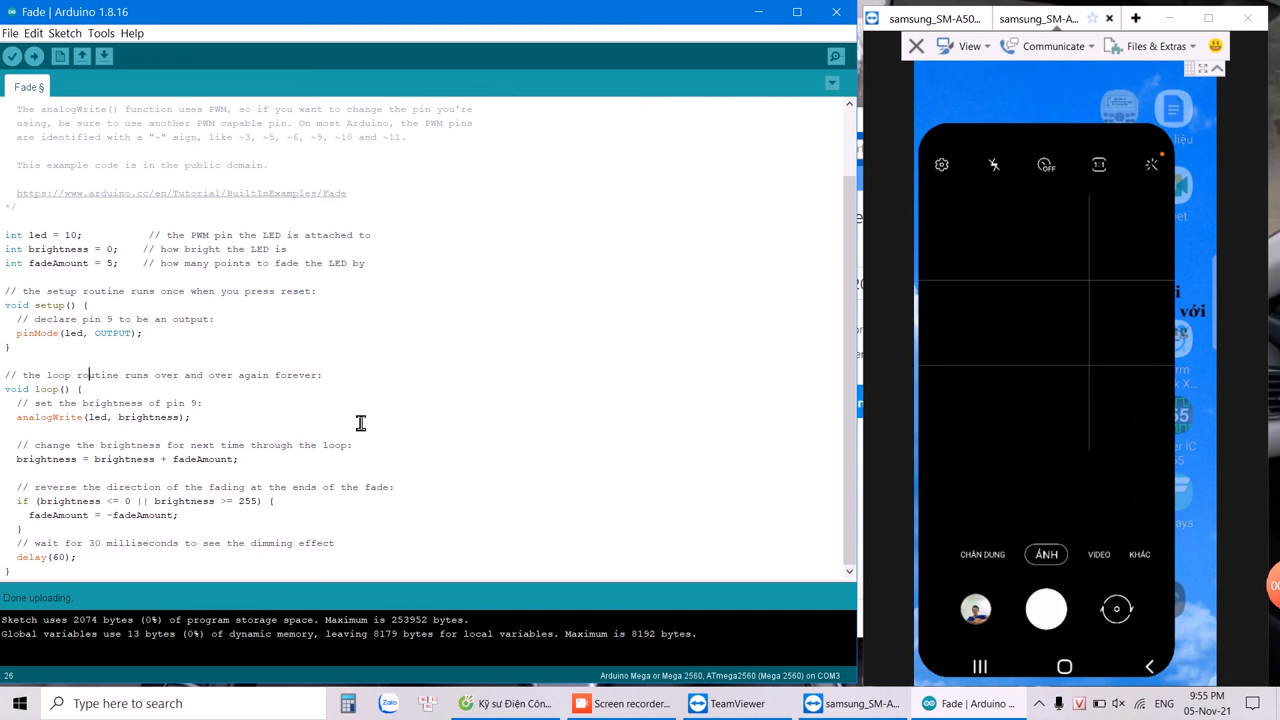 Fade | Arduino 1.8.16
File Edit Sketch Tools Help
Fade §
The analogWrite() function uses PWM, so if you want to change the pin you're
using, be sure to use another PWM capable pin. On most Arduino, the PWM pins
are identified with a "~" sign, like ~3, ~5, ~6, ~9, ~10 and ~11.
This example code is in the public domain.
https://www.arduino.cc/en/Tutorial/BuiltInExamples/Fade
*/
int led = 10;           // the PWM pin the LED is attached to
int brightness = 0;    // how bright the LED is
int fadeAmount = 5;    // how many points to fade the LED by
// the setup routine runs once when you press reset:
void setup() {
// declare pin 9 to be an output:
pinMode(led, OUTPUT);
}
// the loop routine runs over and over again forever:
void loop() {
// set the brightness of pin 9:
analogWrite(led, brightness);
// change the brightness for next time through the loop:
brightness = brightness + fadeAmount;
// reverse the direction of the fading at the ends of the fade:
if (brightness <= 0 || brightness >= 255) {
fadeAmount = -fadeAmount;
}
// wait for 30 milliseconds to see the dimming effect
delay(60);
}
Done uploading.
Sketch uses 2074 bytes (0%) of program storage space. Maximum is 253952 bytes.
Global variables use 13 bytes (0%) of dynamic memory, leaving 8179 bytes for local variables. Maximum is 8192 bytes.
26
Arduino Mega or Mega 2560, ATmega2560 (Mega 2560) on COM3
samsung_SM-A50...
samsung_SM-A...
View
Communicate
Files & Extras
OFF
1:1
liệu
eet
i
với
55
CHÂN DUNG
ẢNH
VIDEO
KHÁC
Type here to search
Zalo
Kỹ sư Điện Côn...
Screen recorder...
TeamViewer
samsung_SM-A...
Fade | Arduino 1...
ENG
9:55 PM
05-Nov-21